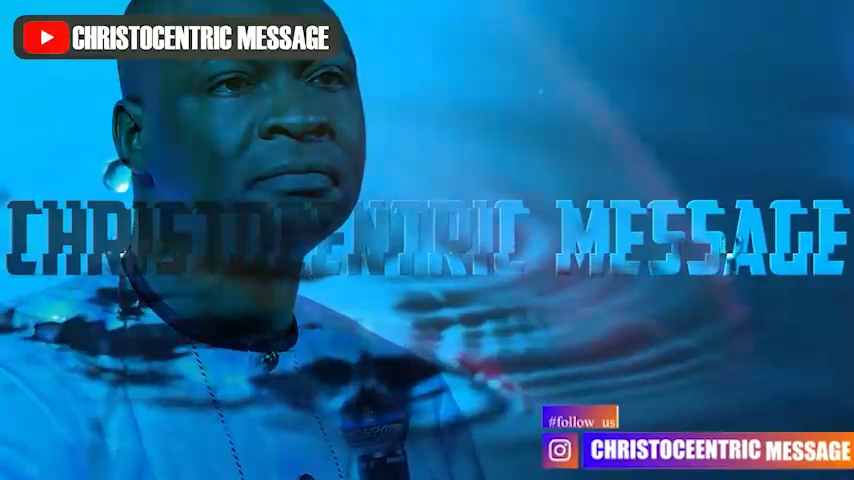 CHRISTOCENTRIC MESSAGE
CHRISTOCENTRIC MESSAGE
#follow us
CHRISTOCEENTRIC MESSAGE